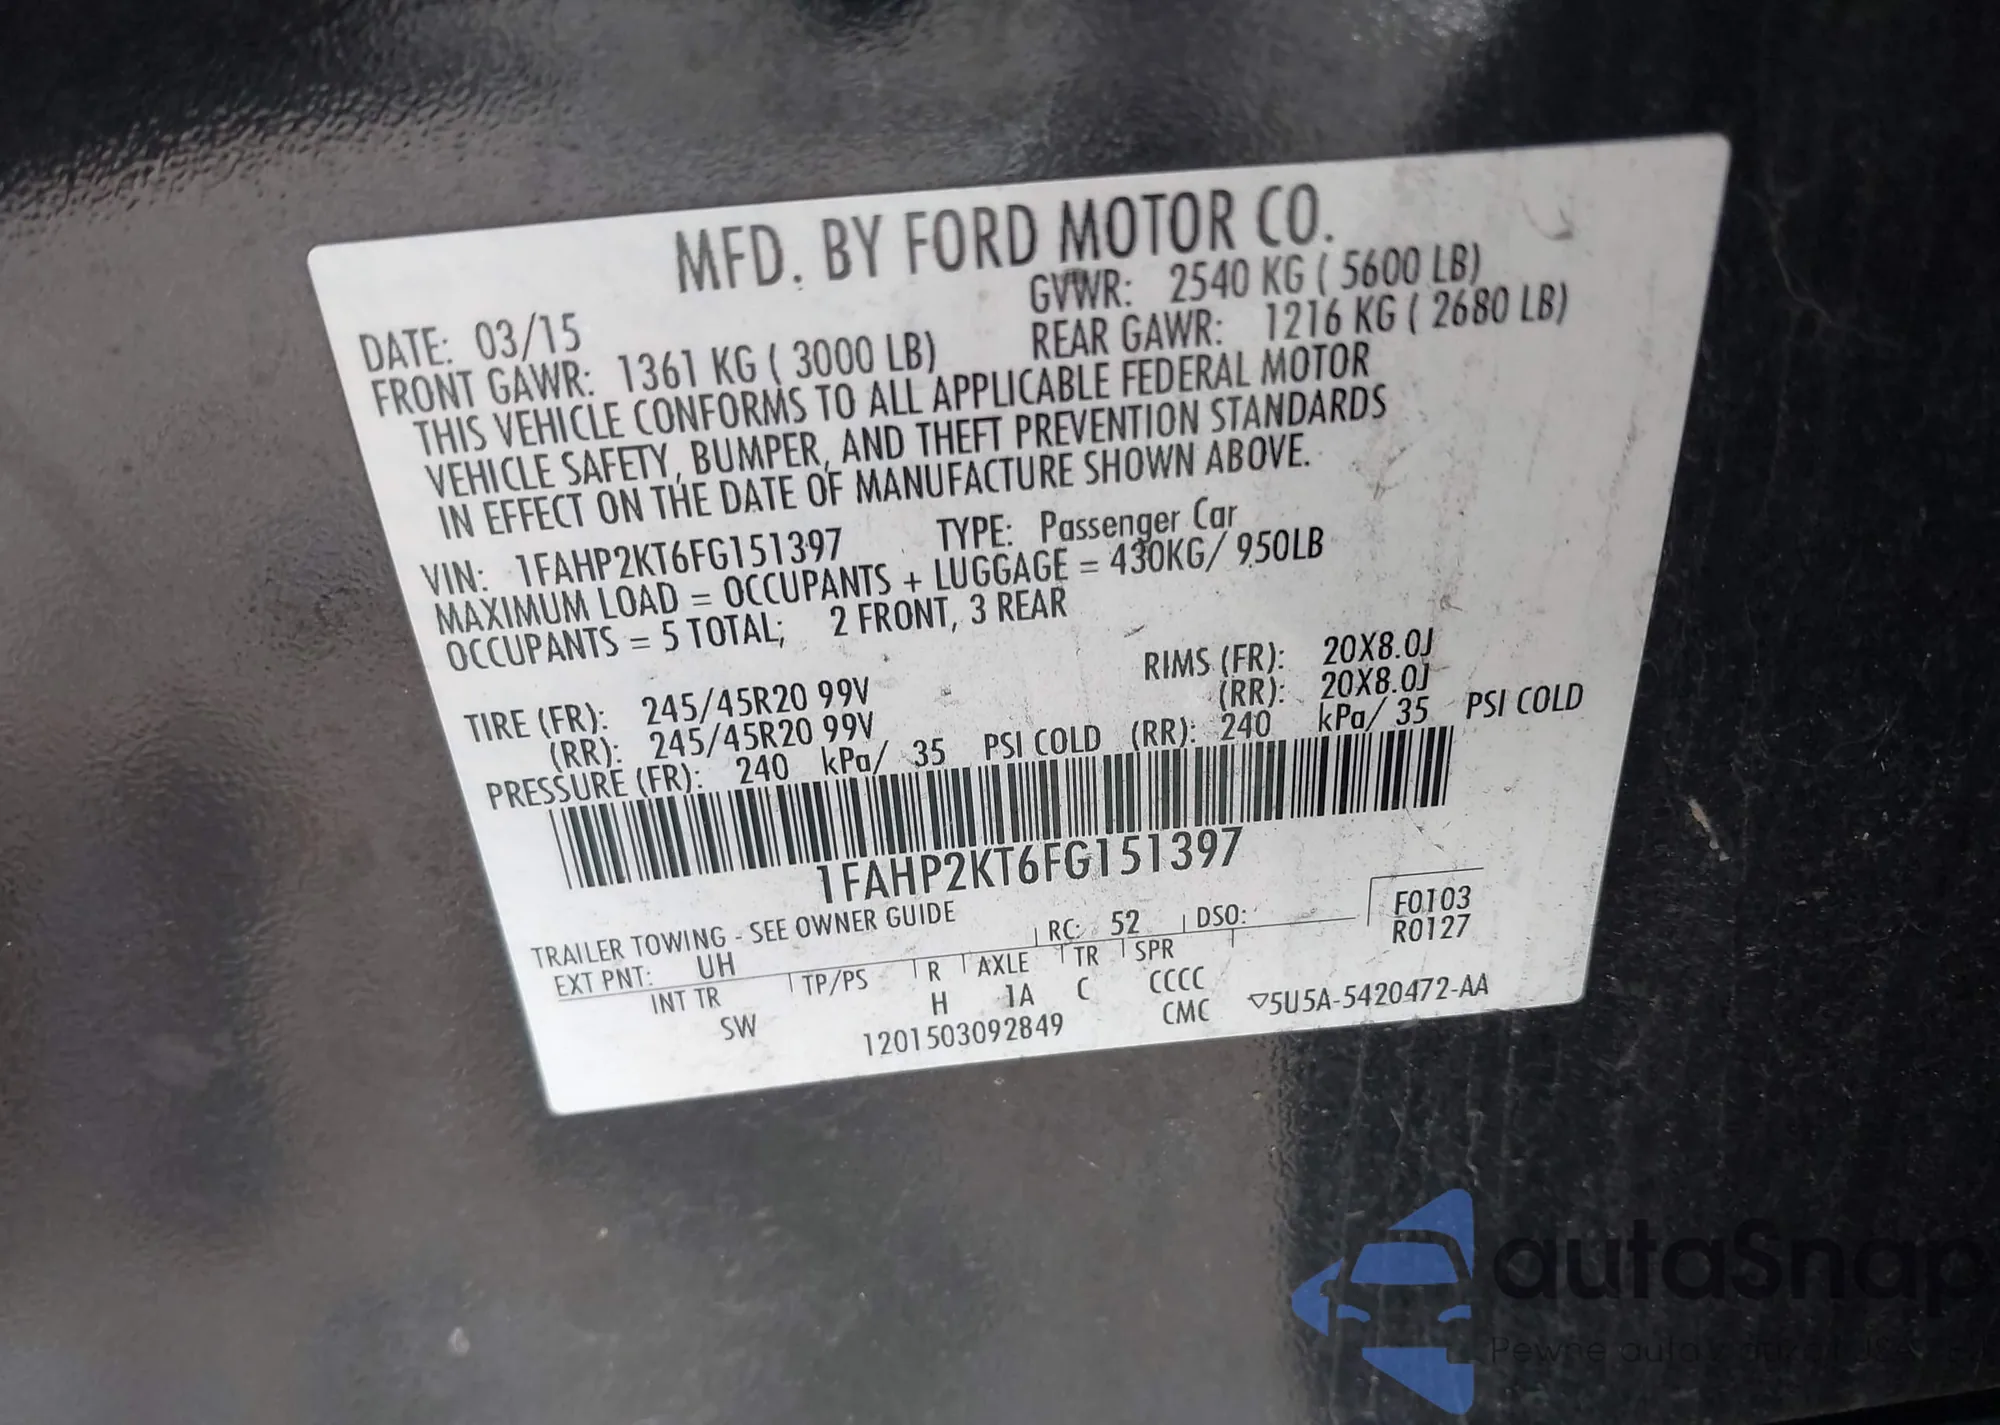 MFD. BY FORD MOTOR CO.
DATE: 03/15 GVWR: 2540 KG ( 5600 LB)
FRONT GAWR: 1361 KG ( 3000 LB) REAR GAWR: 1216 KG ( 2680 LB)
THIS VEHICLE CONFORMS TO ALL APPLICABLE FEDERAL MOTOR
VEHICLE SAFETY, BUMPER, AND THEFT PREVENTION STANDARDS
IN EFFECT ON THE DATE OF MANUFACTURE SHOWN ABOVE.
VIN: 1FAHP2KT6FG151397 TYPE: Passenger Car
MAXIMUM LOAD = OCCUPANTS + LUGGAGE = 430KG/ 950LB
OCCUPANTS = 5 TOTAL; 2 FRONT, 3 REAR
TIRE (FR): 245/45R20 99V RIMS (FR): 20X8.0J
(RR): 245/45R20 99V (RR): 20X8.0J
PRESSURE (FR): 240 kPa/ 35 PSI COLD (RR): 240 kPa/ 35 PSI COLD
1FAHP2KT6FG151397
TRAILER TOWING - SEE OWNER GUIDE F0103
EXT PNT: UH RC: 52 DSO: R0127
INT TR TP/PS R AXLE TR SPR
SW H 1A C CCCC
1201503092849 CMC ▽5U5A-5420472-AA
autaSnap
Pewne auta z